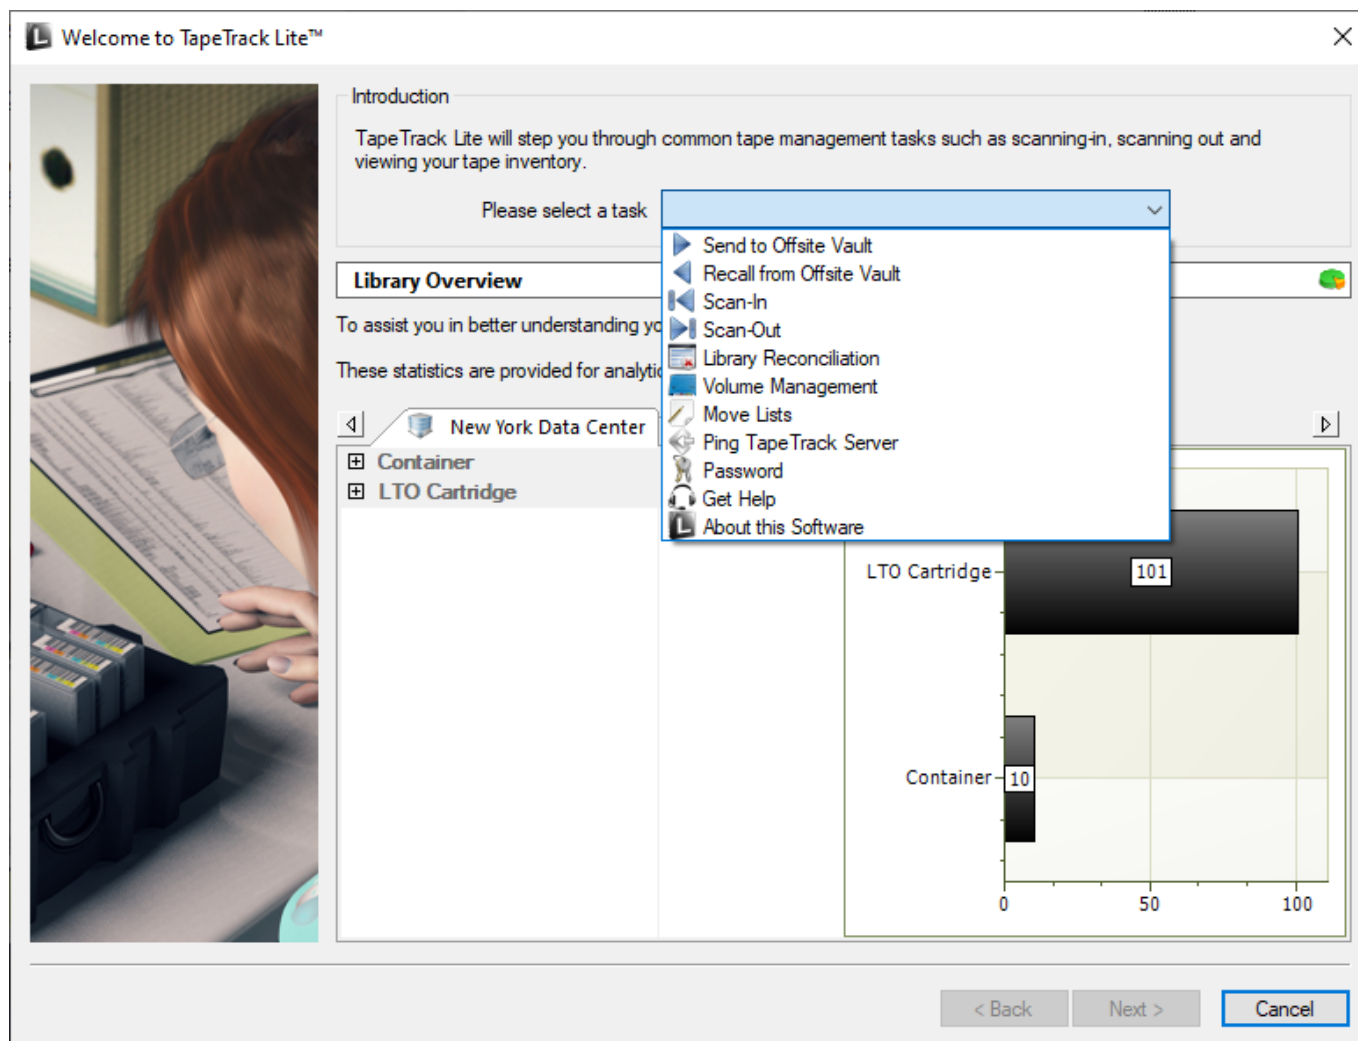 Welcome to TapeTrack Lite™
Introduction
TapeTrack Lite will step you through common tape management tasks such as scanning-in, scanning out and
viewing your tape inventory.
Please select a task
Send to Offsite Vault
Recall from Offsite Vault
Scan-In
Scan-Out
Library Reconciliation
Volume Management
Move Lists
Ping TapeTrack Server
Password
Get Help
About this Software
Library Overview
To assist you in better understanding
These statistics are provided for
New York Data Center
Container
LTO Cartridge
LTO Cartridge
101
Container
10
0 50 100
< Back Next > Cancel